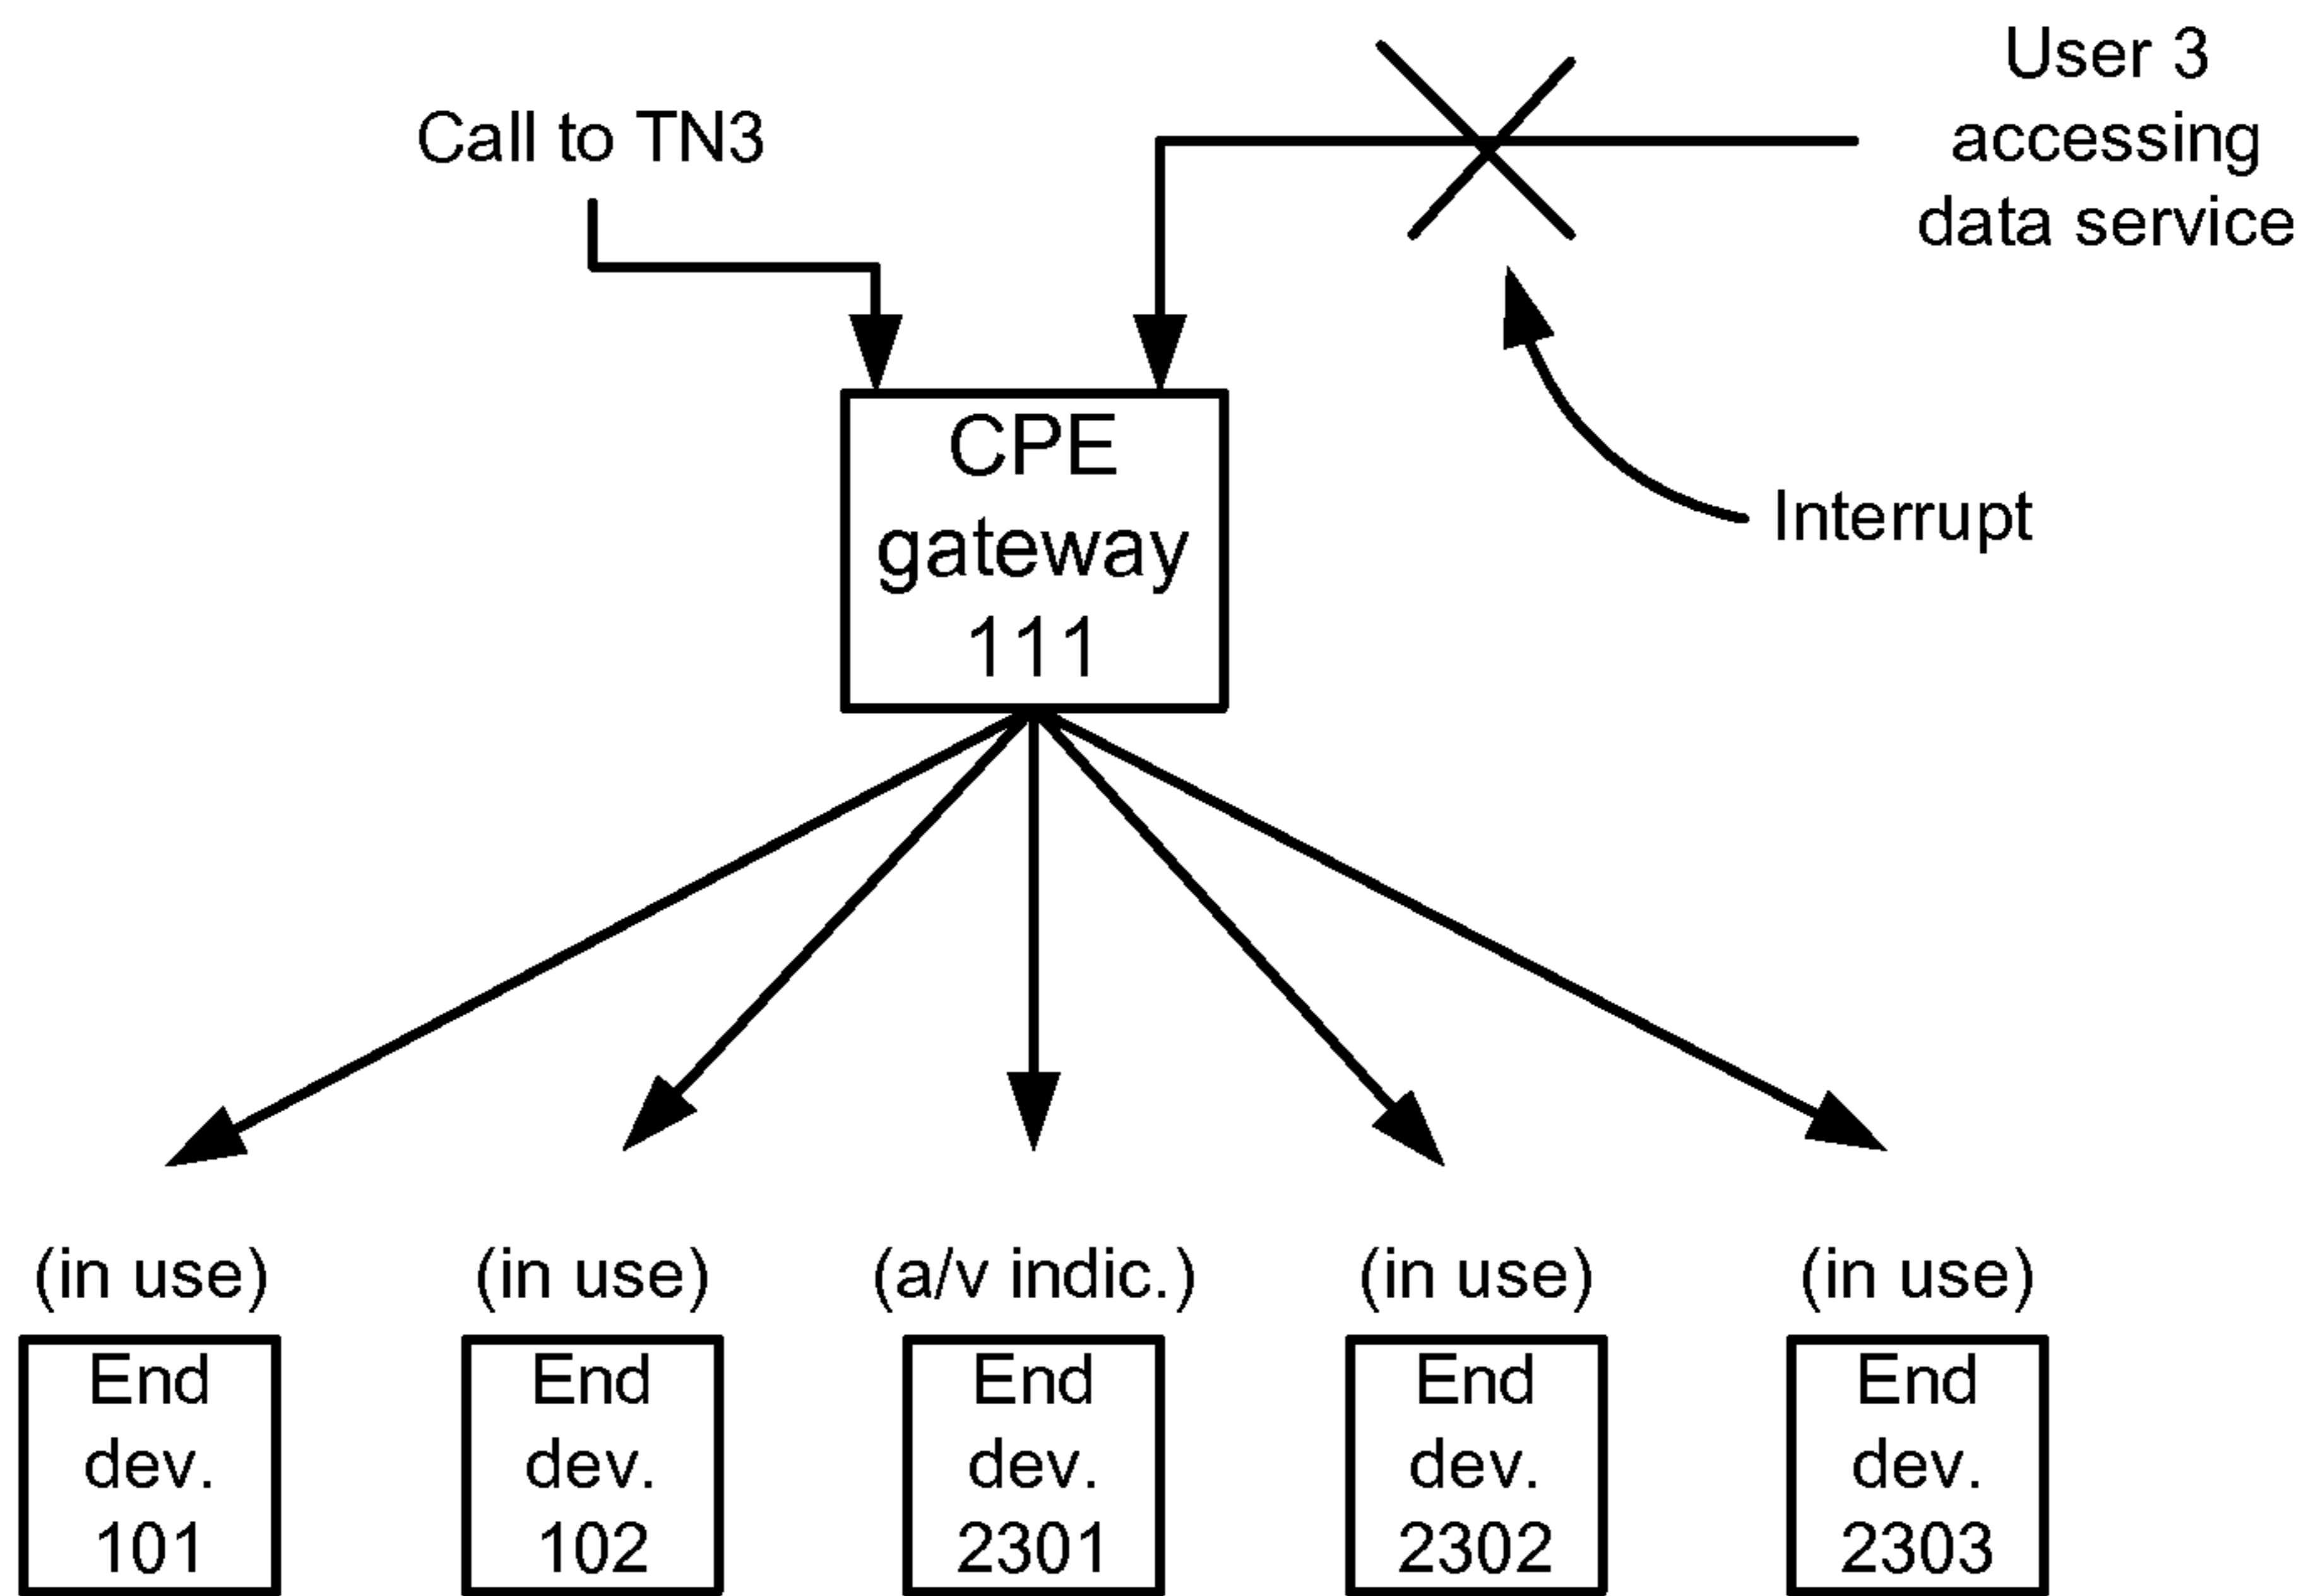 Call to TN3
User 3
accessing
data service
Interrupt
CPE
gateway
111
(in use)
(in use)
(a/v indic.)
(in use)
(in use)
End
dev.
101
End
dev.
102
End
dev.
2301
End
dev.
2302
End
dev.
2303